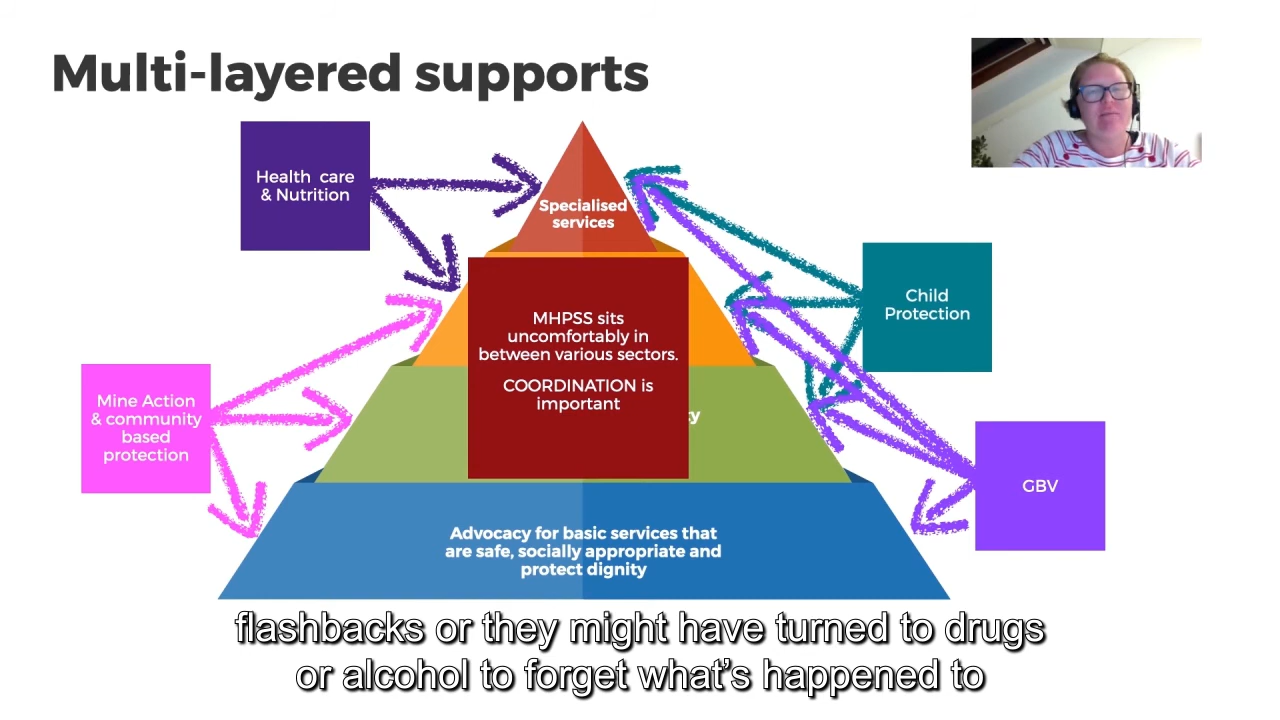 Multi-layered supports
Health care
& Nutrition
Specialised
services
Child
Protection
MHPSS sits
uncomfortably in
between various sectors.
COORDINATION is
important
Mine Action
& community
based
protection
GBV
Advocacy for basic services that
are safe, socially appropriate and
protect dignity
flashbacks or they might have turned to drugs
or alcohol to forget what's happened to